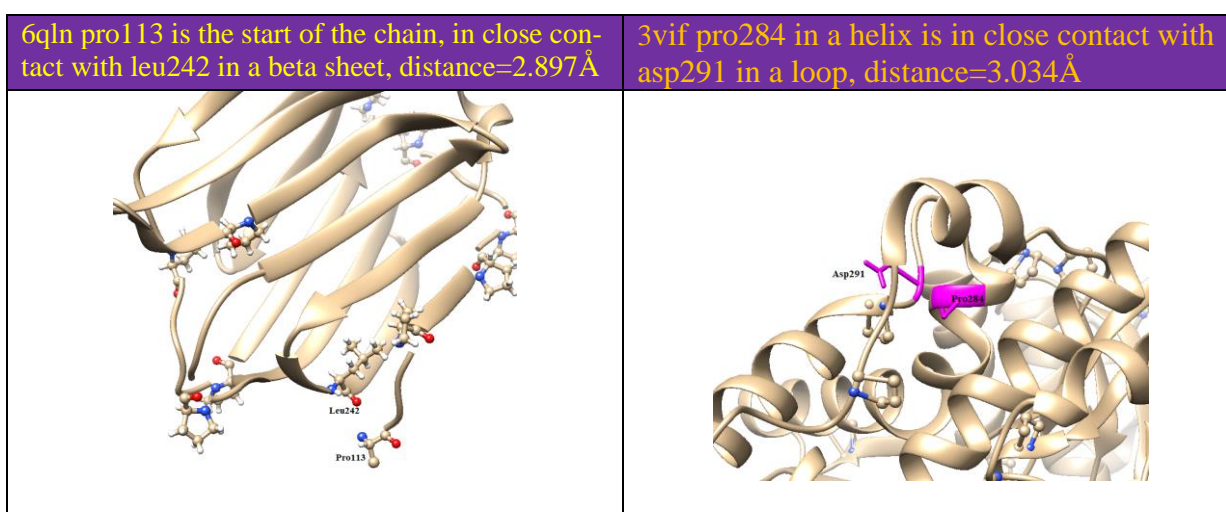 6qln pro113 is the start of the chain, in close con-
tact with leu242 in a beta sheet, distance=2.897Å
3vif pro284 in a helix is in close contact with
asp291 in a loop, distance=3.034Å
Leu242
Pro113
Asp291
Pro284